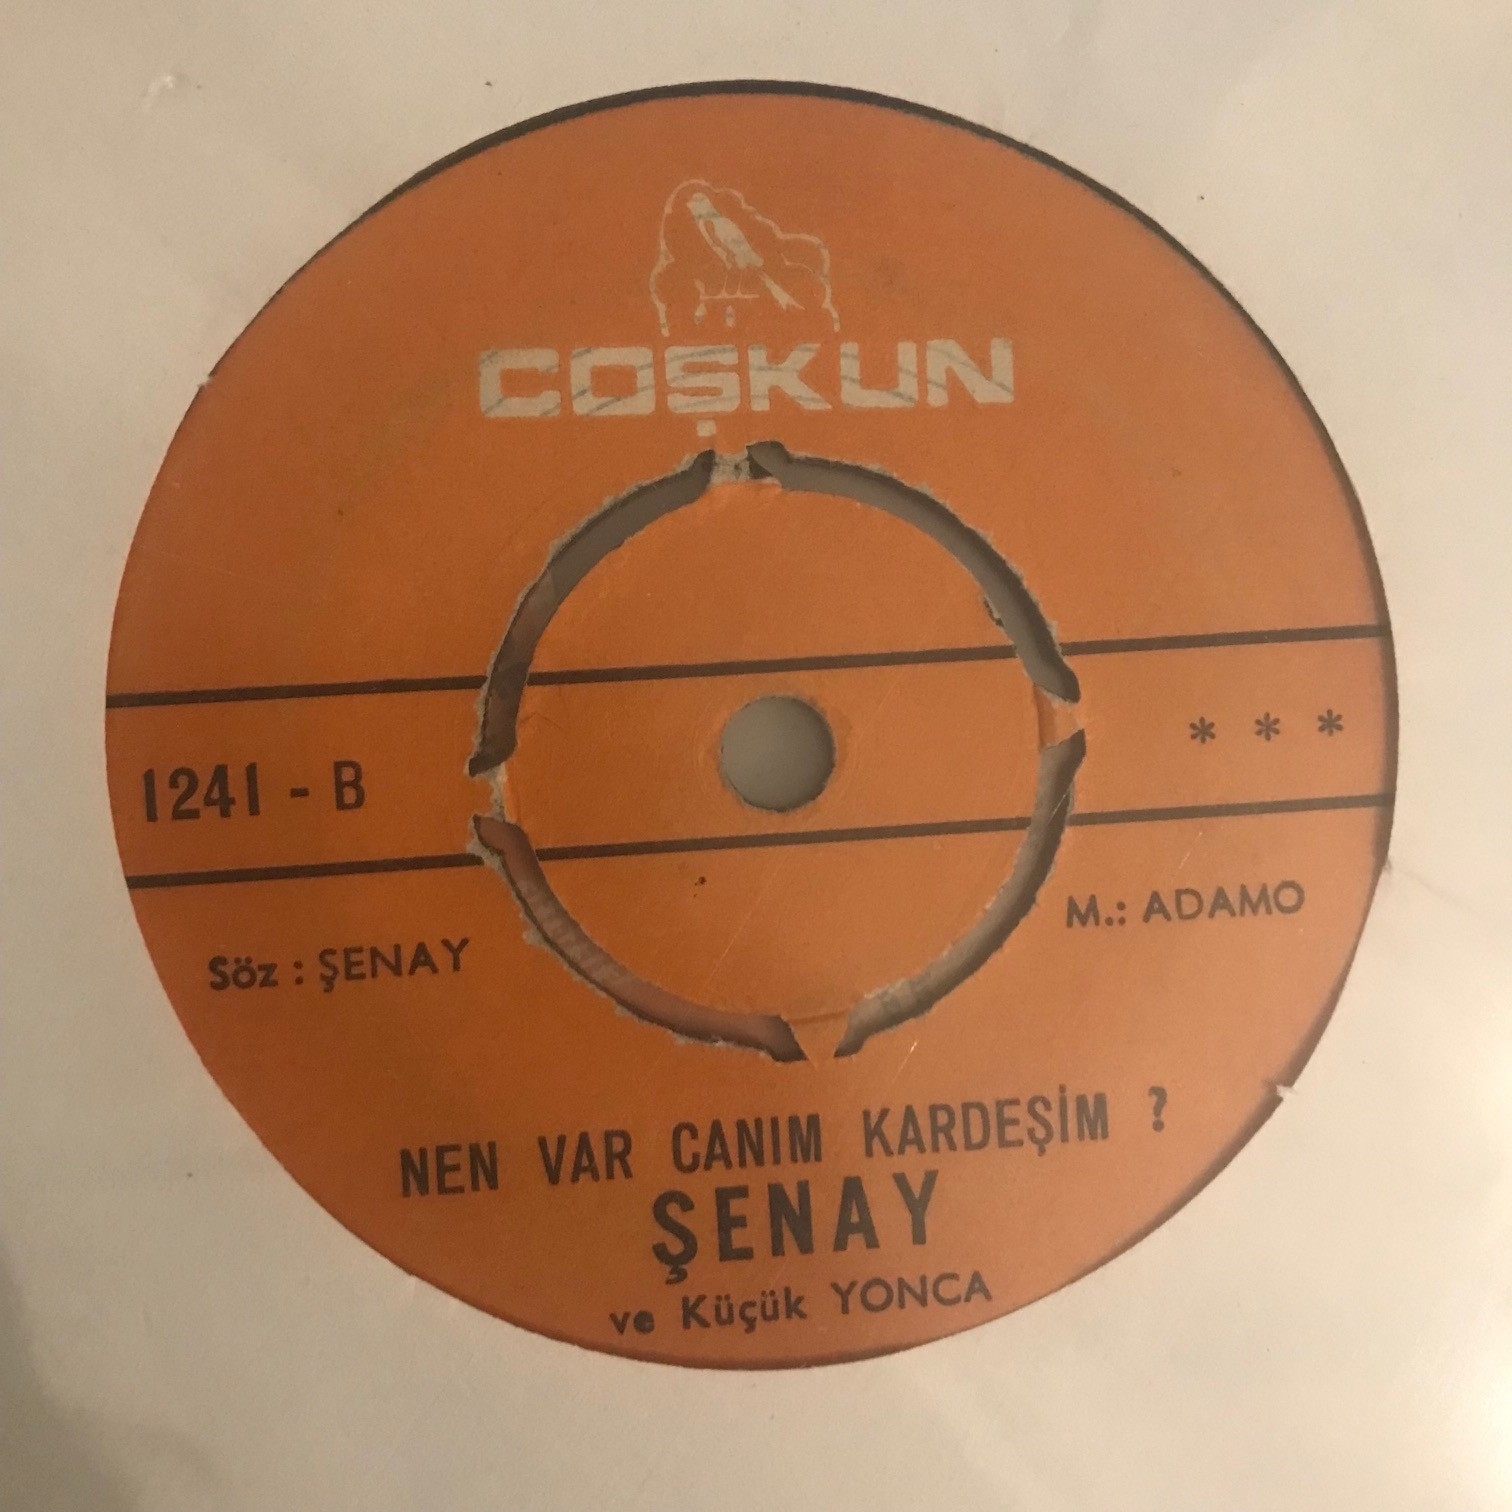 COŞKUN
1241 - B
* * *
Söz : ŞENAY
M.: ADAMO
NEN VAR CANIM KARDEŞİM ?
ŞENAY
ve Küçük YONCA